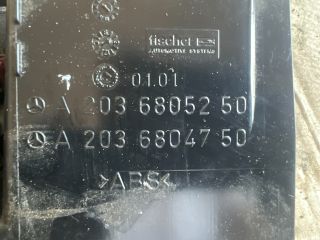 fischer
AUTOMOTIVE SYSTEMS
01.01
A 203 68052 50
A 203 68047 50
>ABS<